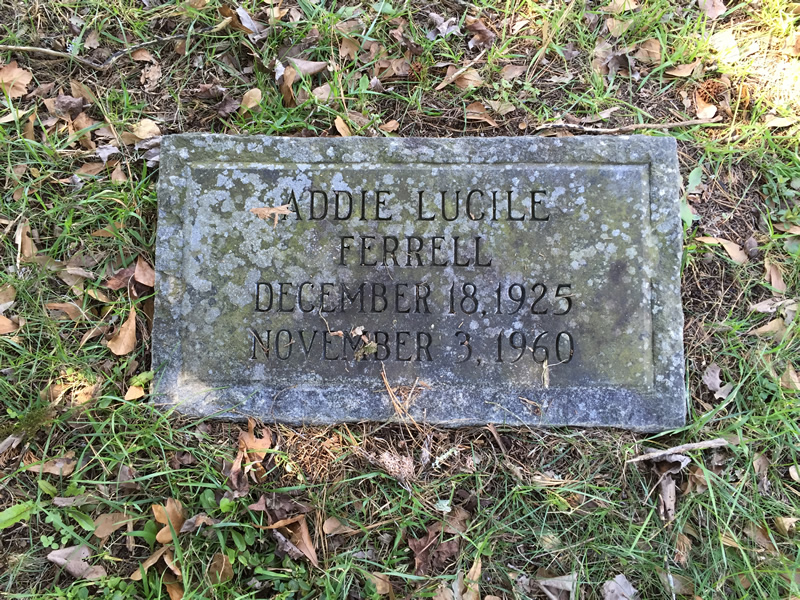 ADDIE LUCILE
FERRELL
DECEMBER 18, 1925
NOVEMBER 3, 1960